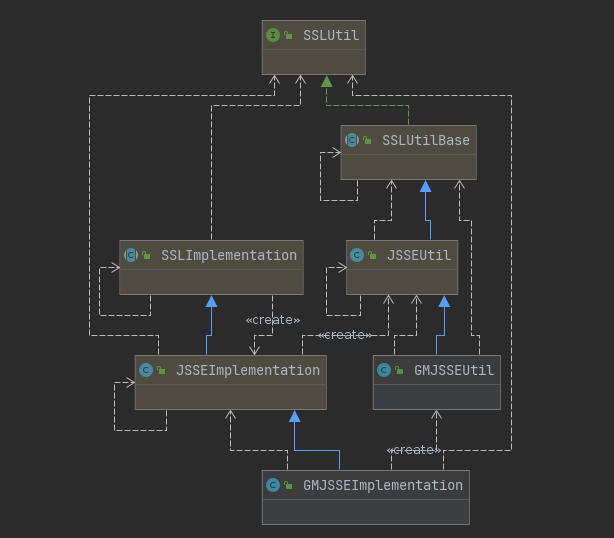 I SSLUtil
C SSLUtilBase
C SSLImplementation
C JSSEUtil
«create»
«create»
C JSSEImplementation
C GMJSSEUtil
«create»
C GMJSSEImplementation